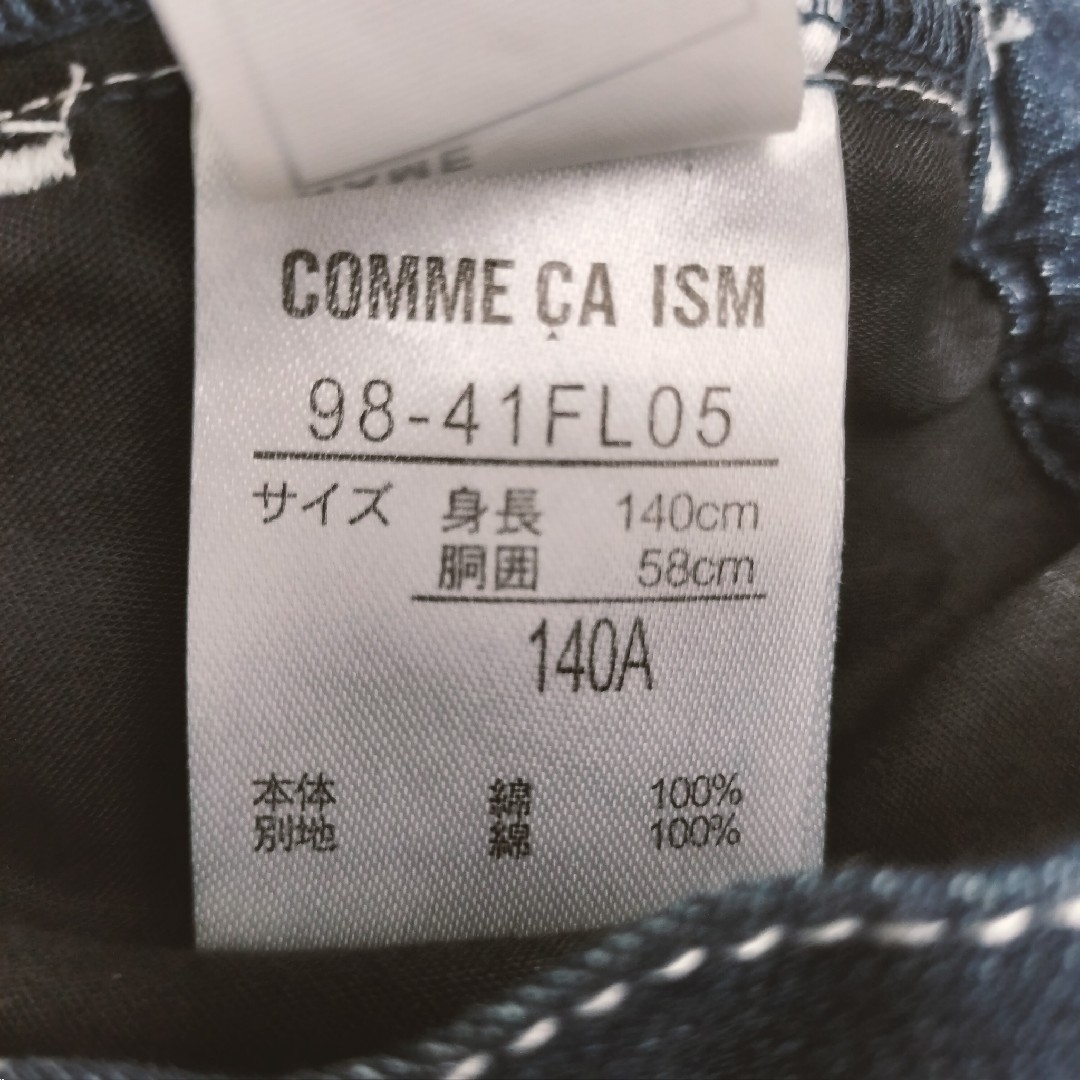 COMME ÇA ISM
98-41FL05
サイズ 身長 140cm
胴囲 58cm
140A
本体 綿 100%
別地 綿 100%